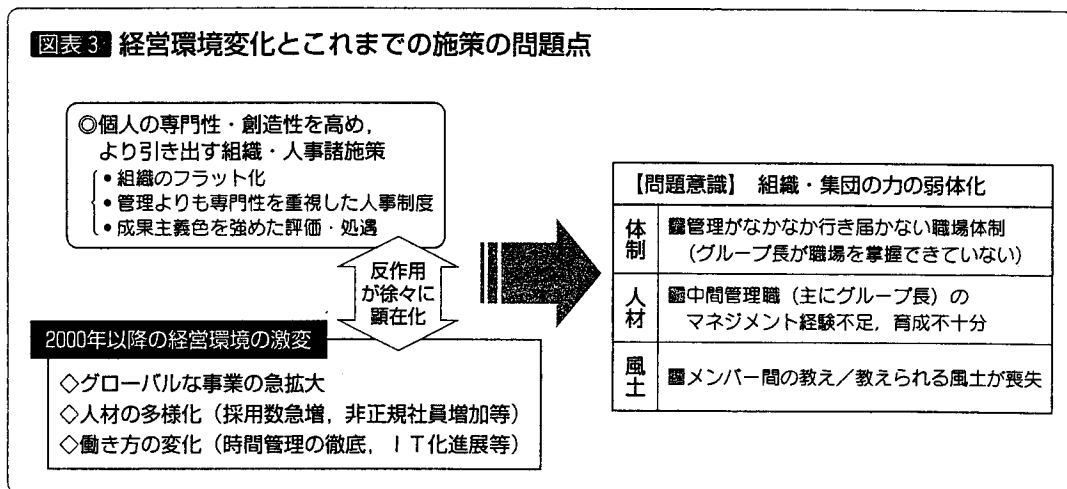 図表3 経営環境変化とこれまでの施策の問題点
◎個人の専門性・創造性を高め,
より引き出す組織・人事諸施策
• 組織のフラット化
• 管理よりも専門性を重視した人事制度
• 成果主義色を強めた評価・処遇
反作用
が徐々に
顕在化
2000年以降の経営環境の激変
◇グローバルな事業の急拡大
◇人材の多様化（採用数急増，非正規社員増加等）
◇働き方の変化（時間管理の徹底，ＩＴ化進展等）
【問題意識】 組織・集団の力の弱体化
体制
管理がなかなか行き届かない職場体制
（グループ長が職場を掌握できていない）
人材
中間管理職（主にグループ長）の
マネジメント経験不足，育成不十分
風土
メンバー間の教え／教えられる風土が喪失